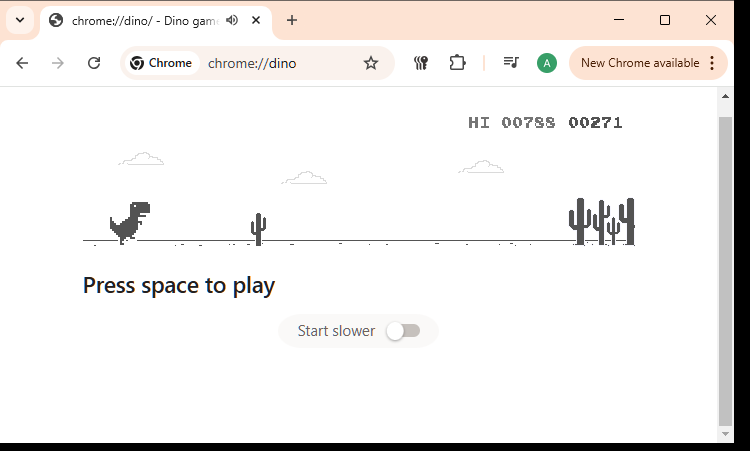 chrome://dino/ - Dino gam
Chrome
chrome://dino
A
New Chrome available
HI 00788 00271
Press space to play
Start slower